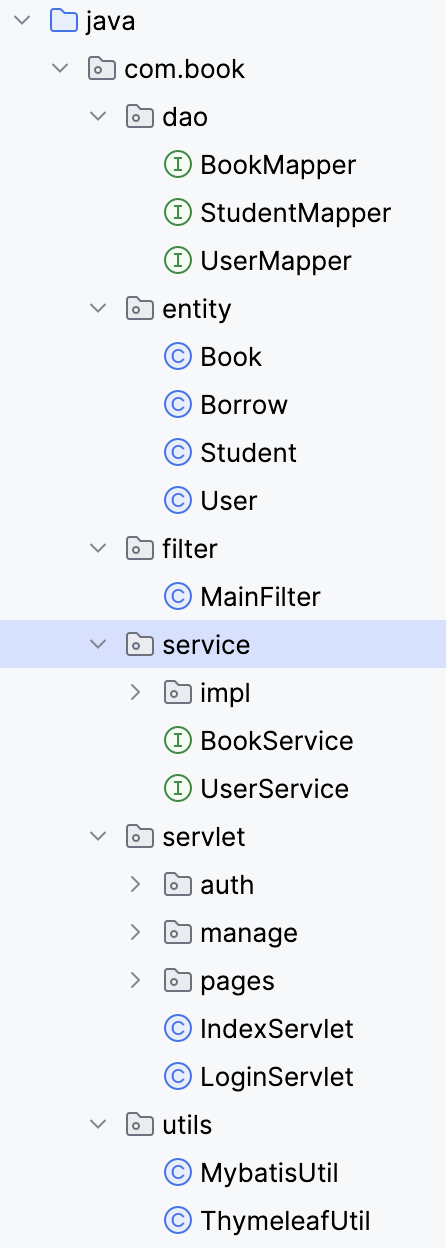 java
com.book
dao
BookMapper
StudentMapper
UserMapper
entity
Book
Borrow
Student
User
filter
MainFilter
service
impl
BookService
UserService
servlet
auth
manage
pages
IndexServlet
LoginServlet
utils
MybatisUtil
ThymeleafUtil